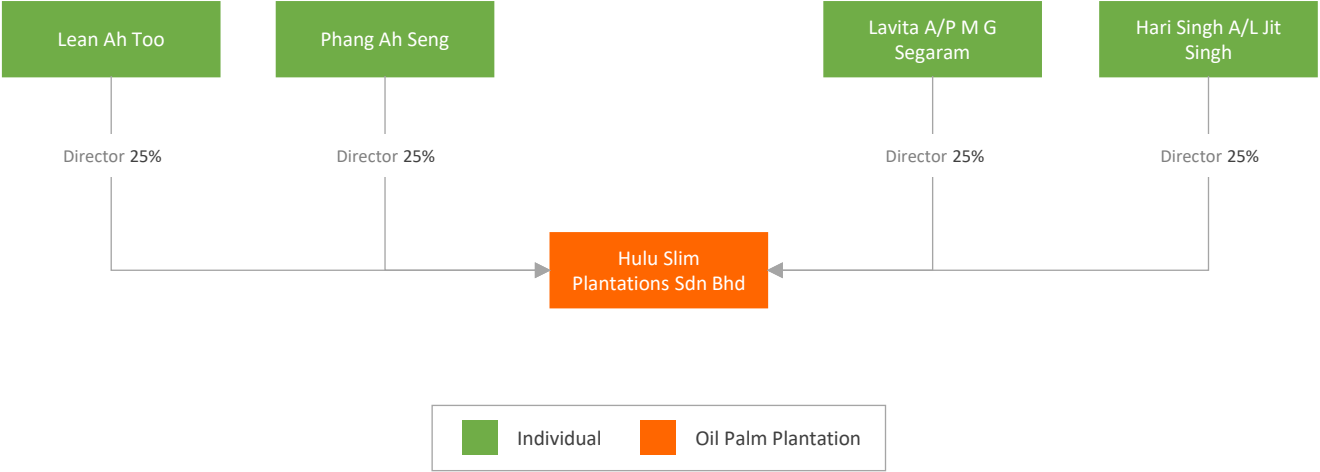 Lean Ah Too
Phang Ah Seng
Lavita A/P M G
Segaram
Hari Singh A/L Jit
Singh
Director 25%
Director 25%
Director 25%
Director 25%
Hulu Slim
Plantations Sdn Bhd
Individual
Oil Palm Plantation